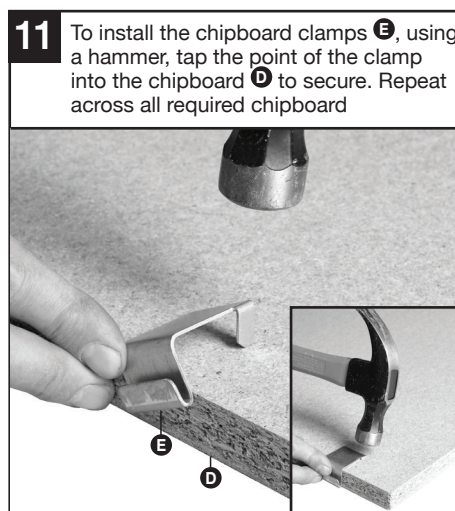 11
To install the chipboard clamps E, using
a hammer, tap the point of the clamp
into the chipboard D to secure. Repeat
across all required chipboard
E
D